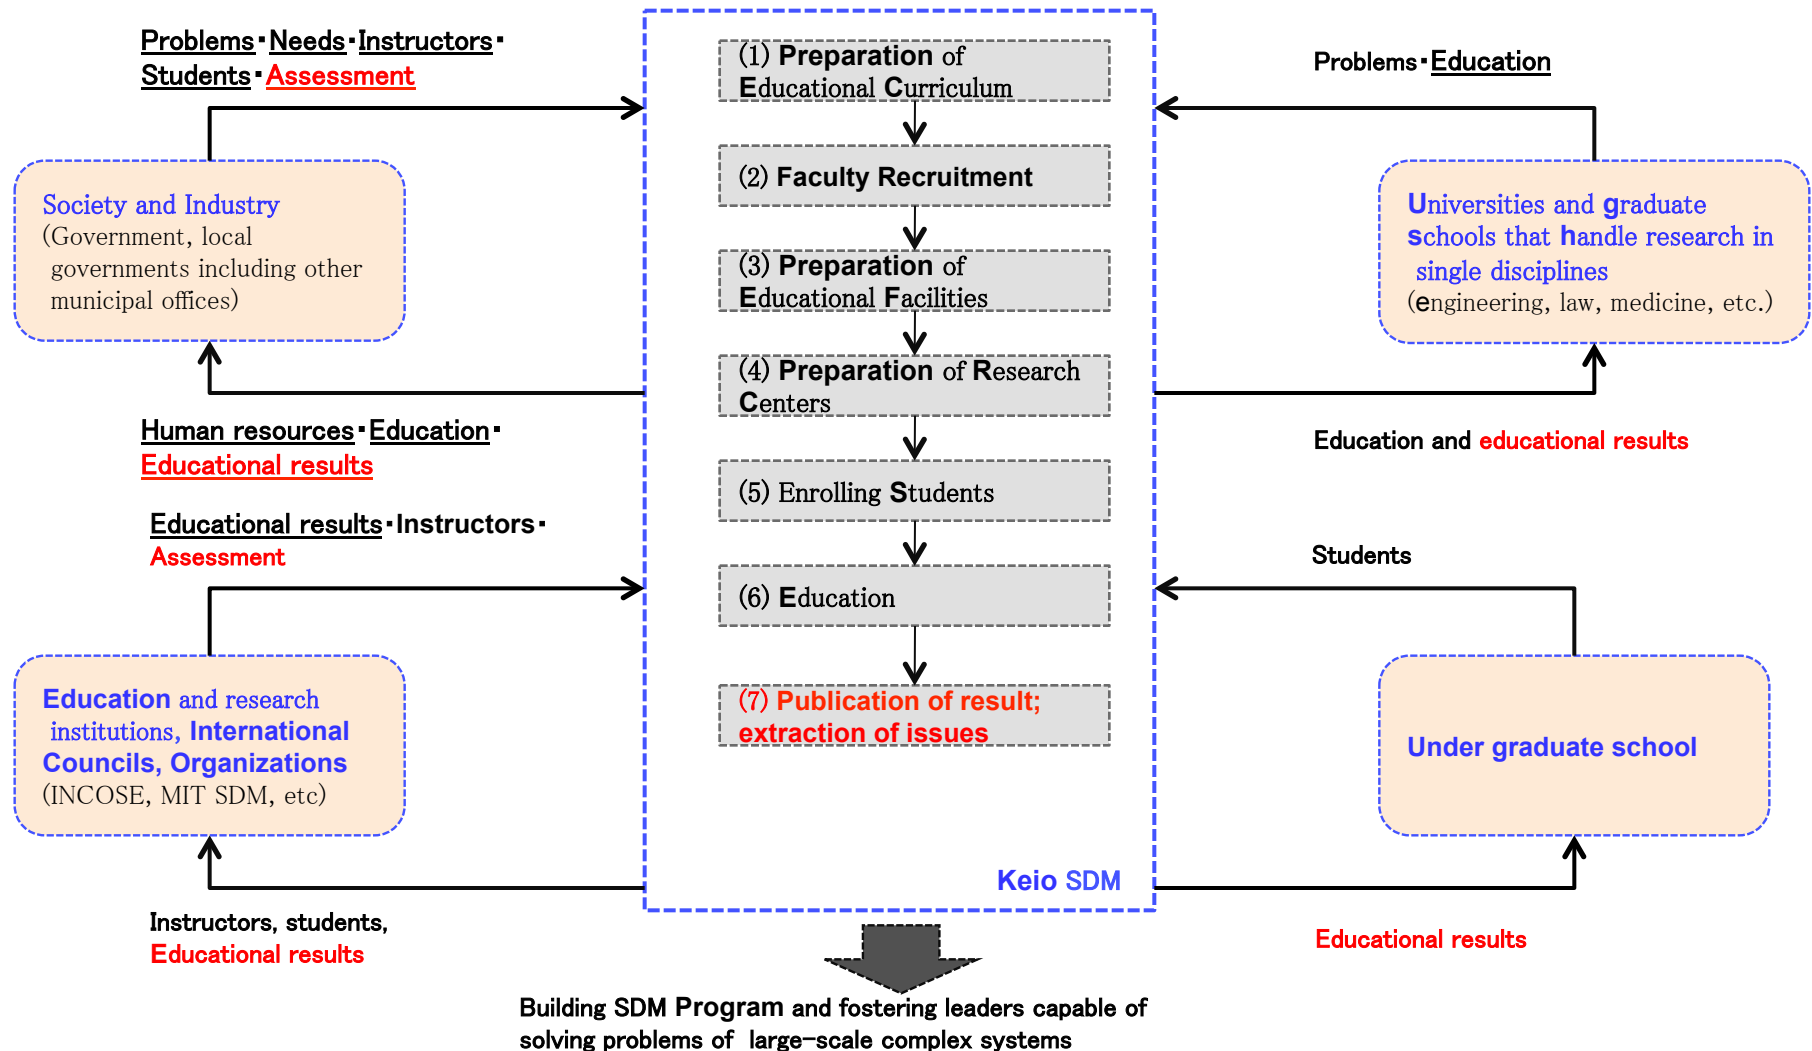 Problems・Needs・Instructors・
Students・Assessment
Society and Industry
(Government, local
governments including other
municipal offices)
Human resources・Education・
Educational results
Educational results・Instructors・
Assessment
Education and research
institutions, International
Councils, Organizations
(INCOSE, MIT SDM, etc)
Instructors, students,
Educational results
(1) Preparation of
Educational Curriculum
(2) Faculty Recruitment
(3) Preparation of
Educational Facilities
(4) Preparation of Research
Centers
(5) Enrolling Students
(6) Education
(7) Publication of result;
extraction of issues
Keio SDM
Problems・Education
Universities and graduate
schools that handle research in
single disciplines
(engineering, law, medicine, etc.)
Education and educational results
Students
Under graduate school
Educational results
Building SDM Program and fostering leaders capable of
solving problems of large-scale complex systems